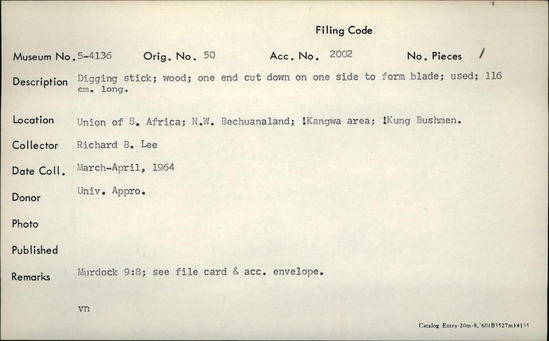 Filing Code
Museum No. 5-4136 Orig. No. 50 Acc. No. 2002 No. Pieces 1
Description Digging stick; wood; one end cut down on one side to form blade; used; 116
cm. long.
Location Union of S. Africa; N.W. Bechuanaland; !Kangwa area; !Kung Bushmen.
Collector Richard B. Lee
Date Coll. March-April, 1964
Donor Univ. Appro.
Photo
Published
Remarks Murdock 9:8; see file card & acc. envelope.
vn
Catalog Entry-20m-8,'60(B3527m)4135